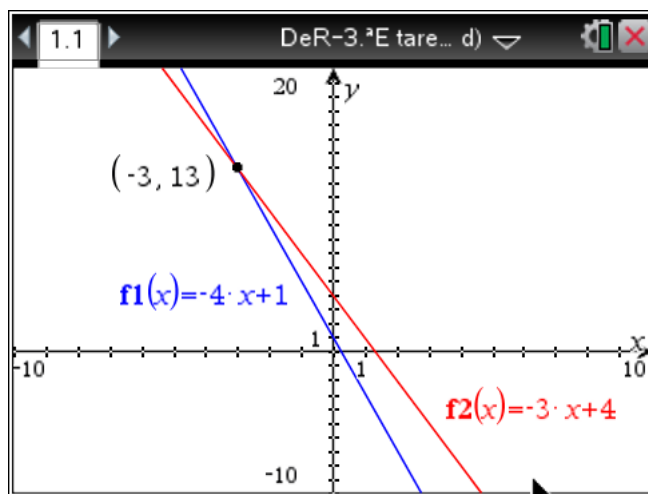 1.1 DeR-3.ªE tare... d)
20 y
(-3, 13)
f1(x)=-4·x+1
1 x
-10 1 10
f2(x)=-3·x+4
-10